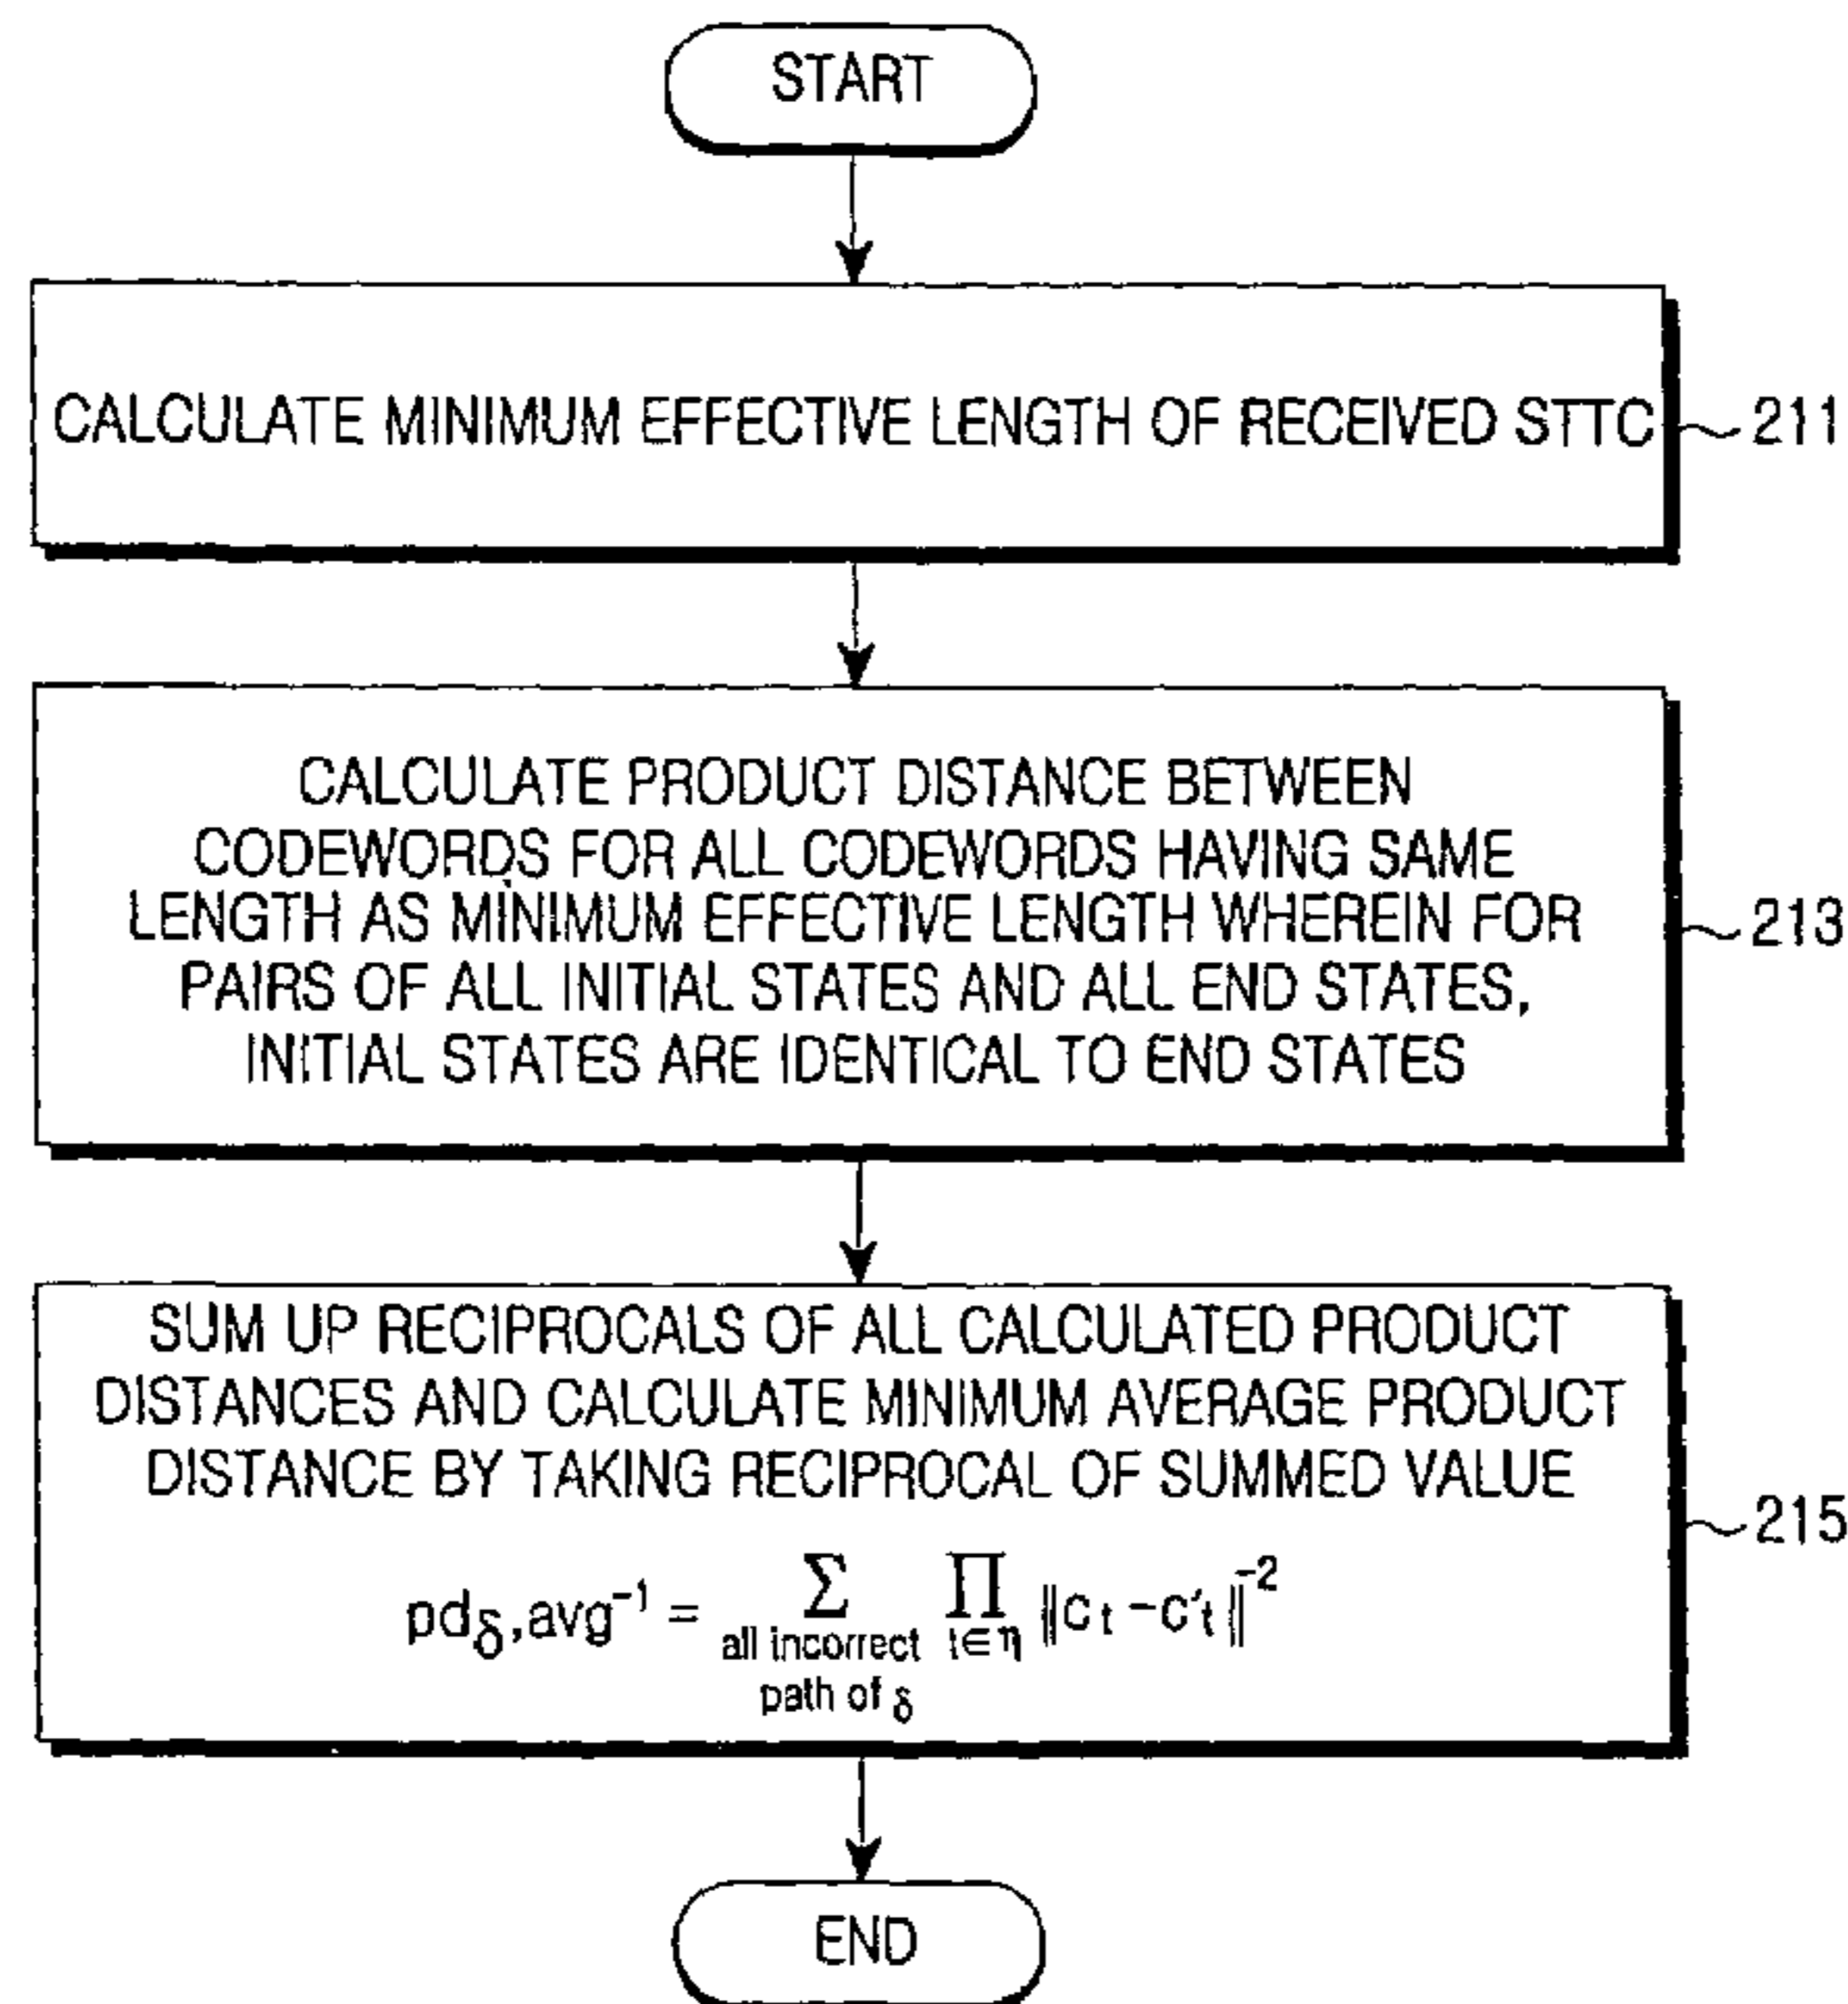 START
CALCULATE MINIMUM EFFECTIVE LENGTH OF RECEIVED STTC
211
CALCULATE PRODUCT DISTANCE BETWEEN
CODEWORDS FOR ALL CODEWORDS HAVING SAME
LENGTH AS MINIMUM EFFECTIVE LENGTH WHEREIN FOR
PAIRS OF ALL INITIAL STATES AND ALL END STATES,
INITIAL STATES ARE IDENTICAL TO END STATES
213
SUM UP RECIPROCALS OF ALL CALCULATED PRODUCT
DISTANCES AND CALCULATE MINIMUM AVERAGE PRODUCT
DISTANCE BY TAKING RECIPROCAL OF SUMMED VALUE
215
pdδ,avg⁻¹ = Σ Π ‖ct −c't‖⁻²
all incorrect t∈η
path of δ
END